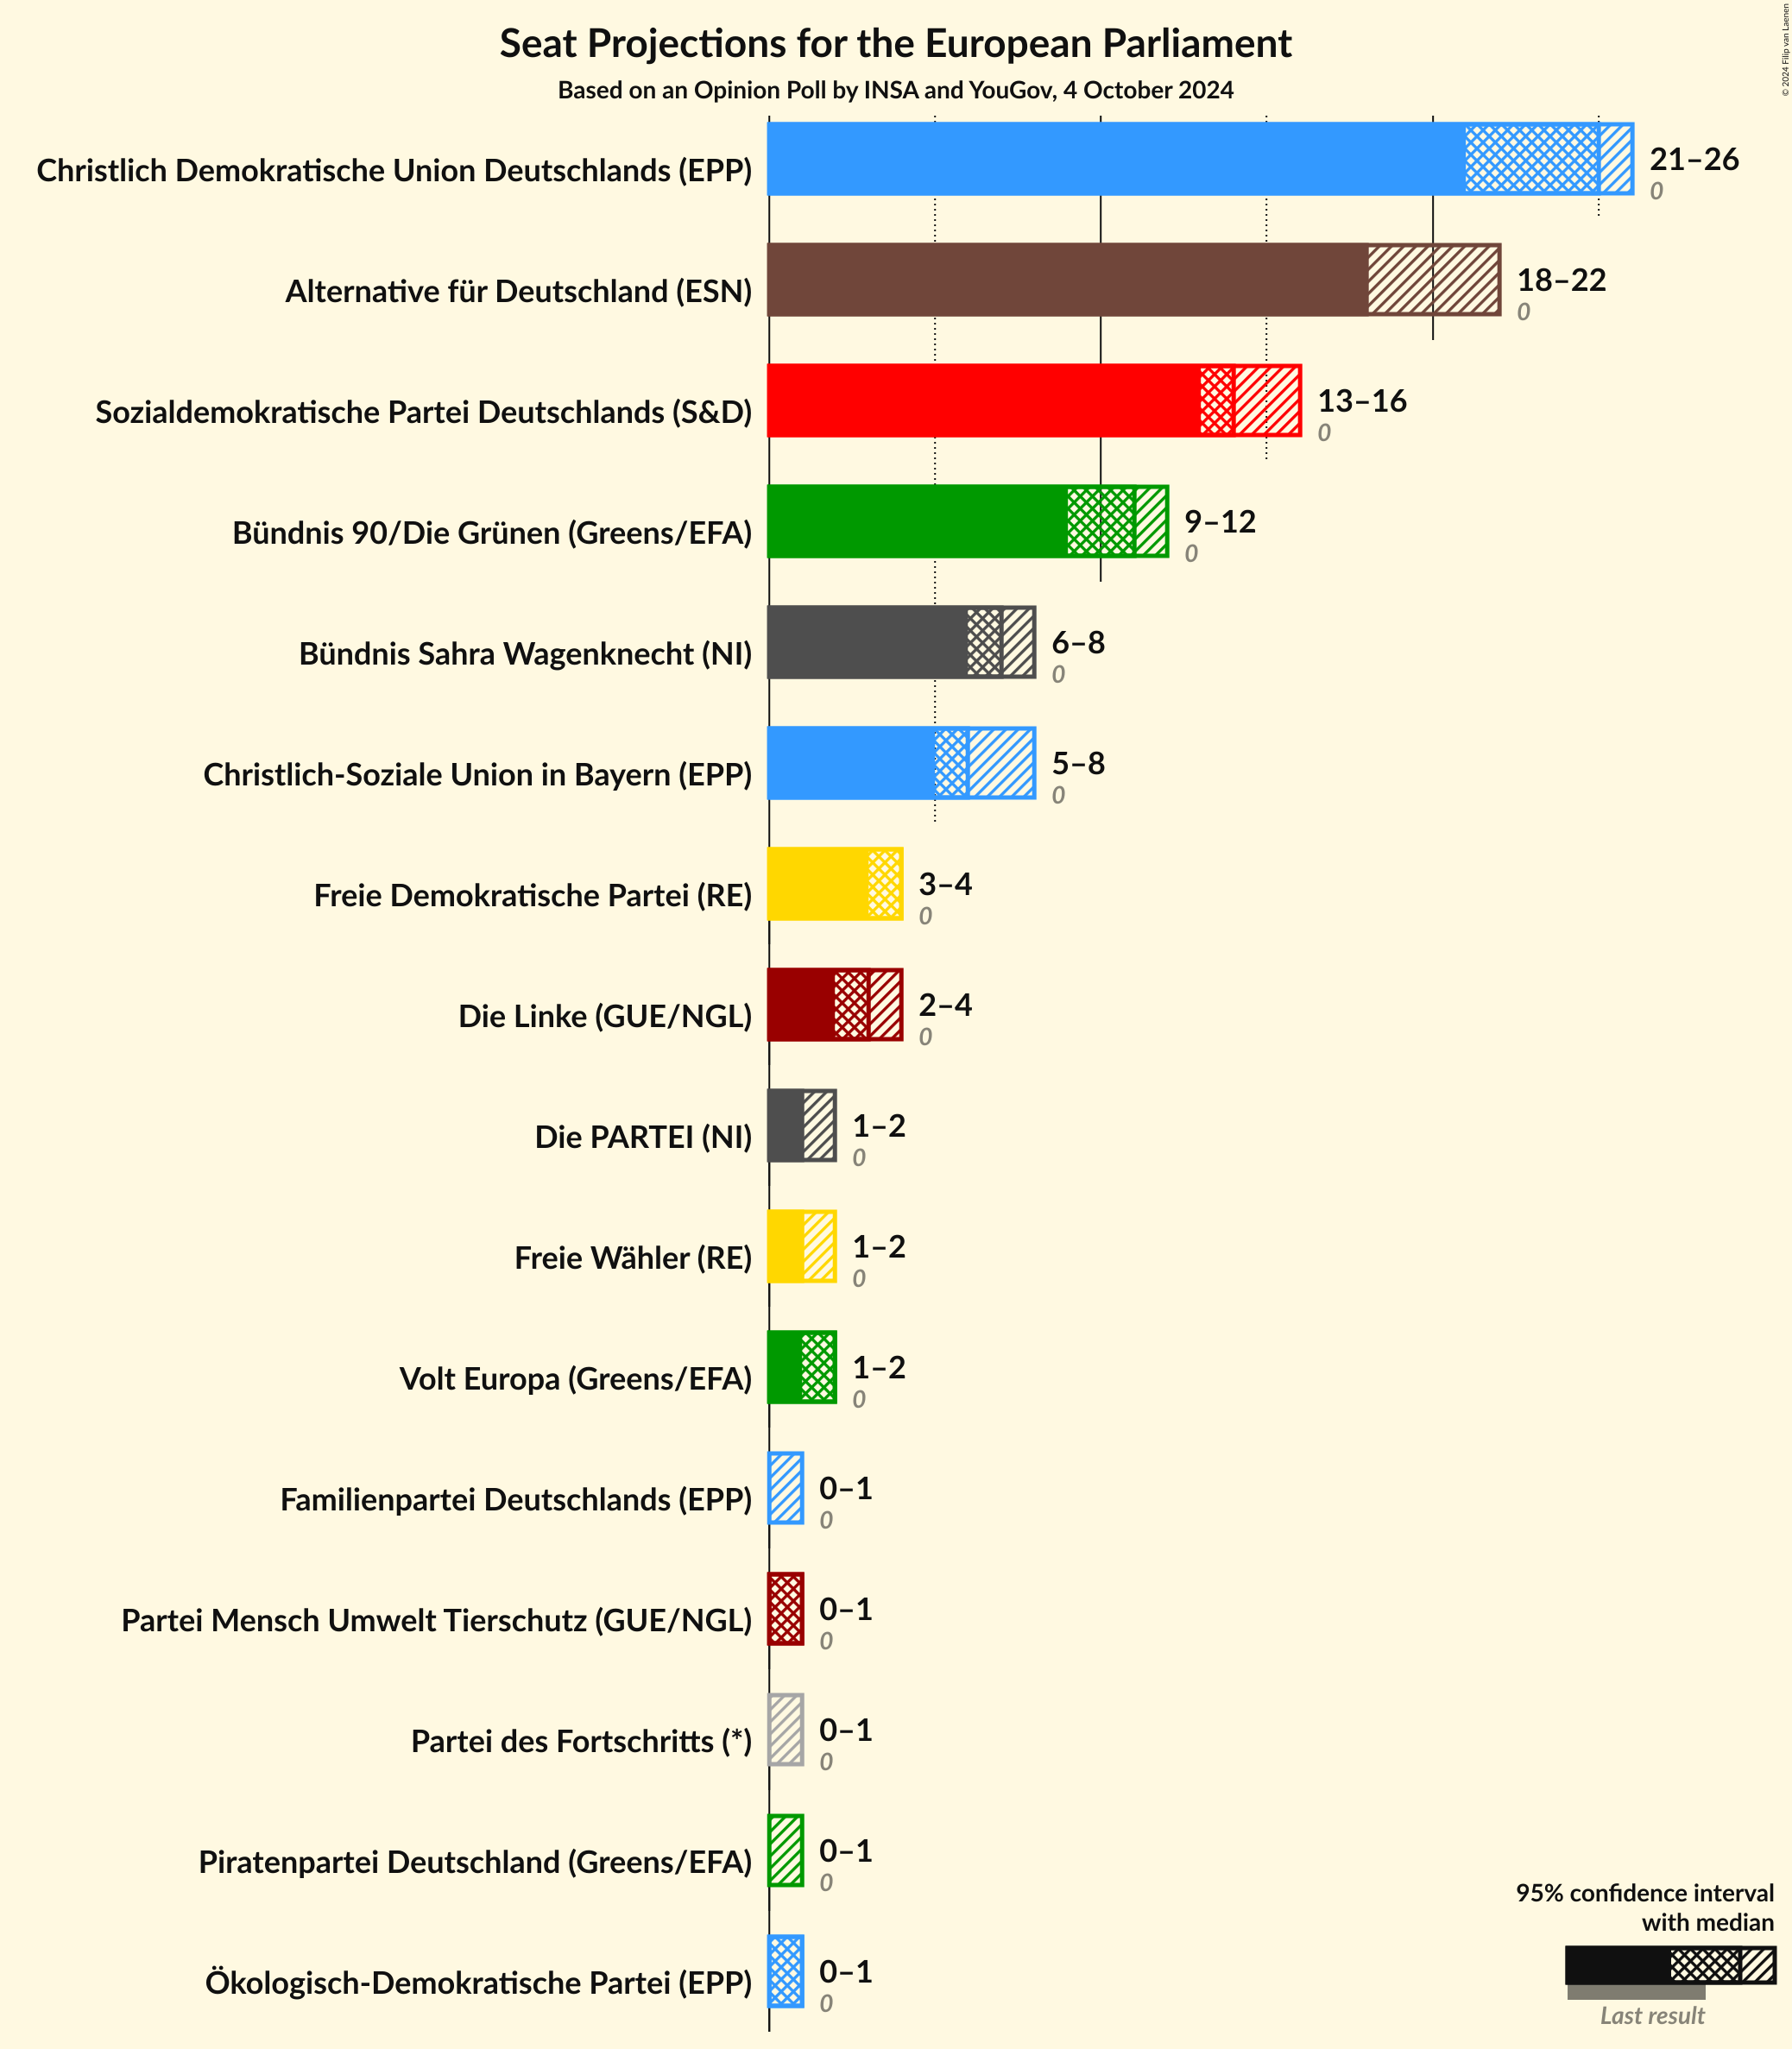 Seat Projections for the European Parliament
Based on an Opinion Poll by INSA and YouGov, 4 October 2024
© 2024 Filip van Laenen
Christlich Demokratische Union Deutschlands (EPP)
21–26
0
Alternative für Deutschland (ESN)
18–22
0
Sozialdemokratische Partei Deutschlands (S&D)
13–16
0
Bündnis 90/Die Grünen (Greens/EFA)
9–12
0
Bündnis Sahra Wagenknecht (NI)
6–8
0
Christlich-Soziale Union in Bayern (EPP)
5–8
0
Freie Demokratische Partei (RE)
3–4
0
Die Linke (GUE/NGL)
2–4
0
Die PARTEI (NI)
1–2
0
Freie Wähler (RE)
1–2
0
Volt Europa (Greens/EFA)
1–2
0
Familienpartei Deutschlands (EPP)
0–1
0
Partei Mensch Umwelt Tierschutz (GUE/NGL)
0–1
0
Partei des Fortschritts (*)
0–1
0
Piratenpartei Deutschland (Greens/EFA)
0–1
0
Ökologisch-Demokratische Partei (EPP)
0–1
0
95% confidence interval
with median
Last result